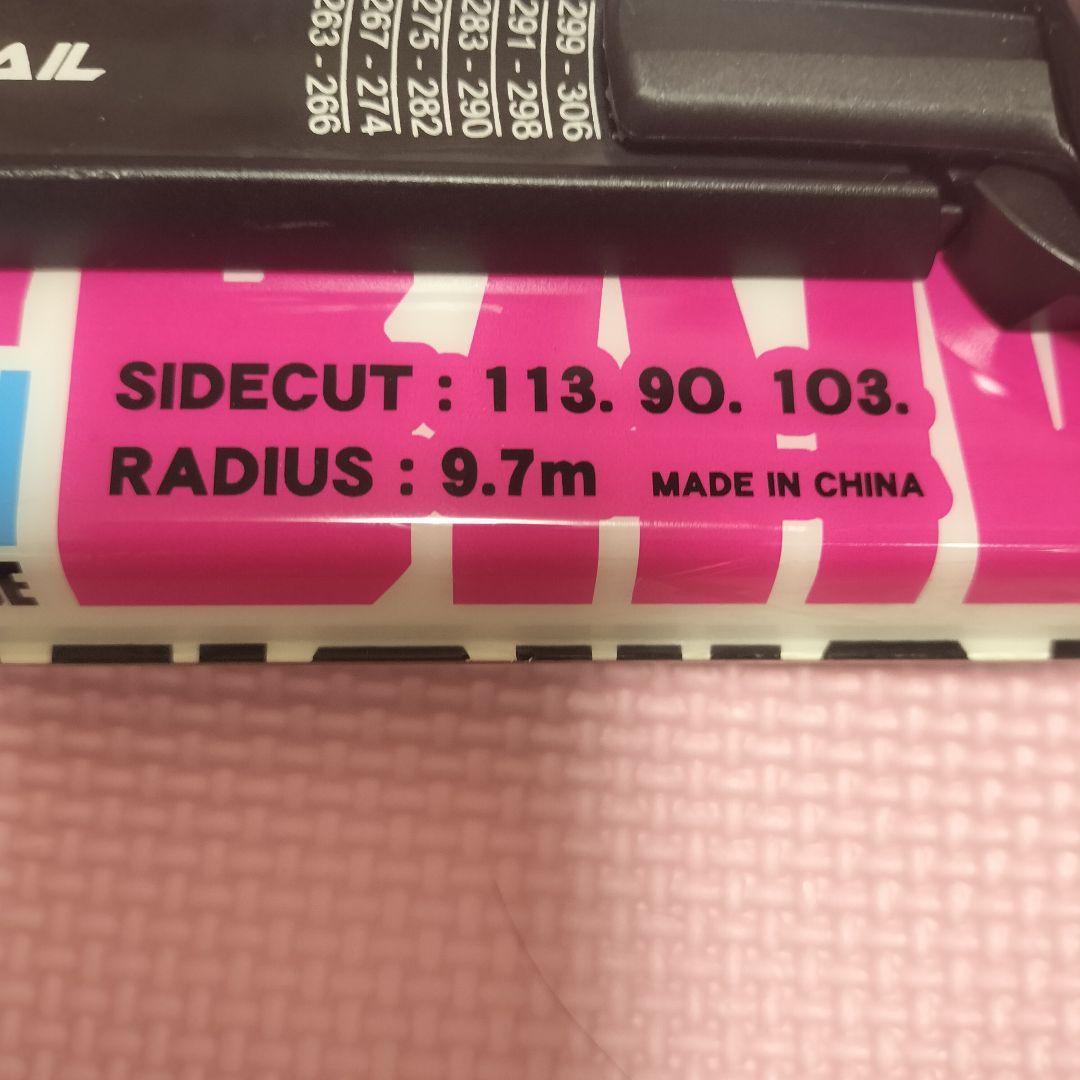 AIL
299 - 306
291 - 298
283 - 290
275 - 282
267 - 274
263 - 266
SIDECUT : 113. 90. 103.
RADIUS : 9.7m MADE IN CHINA